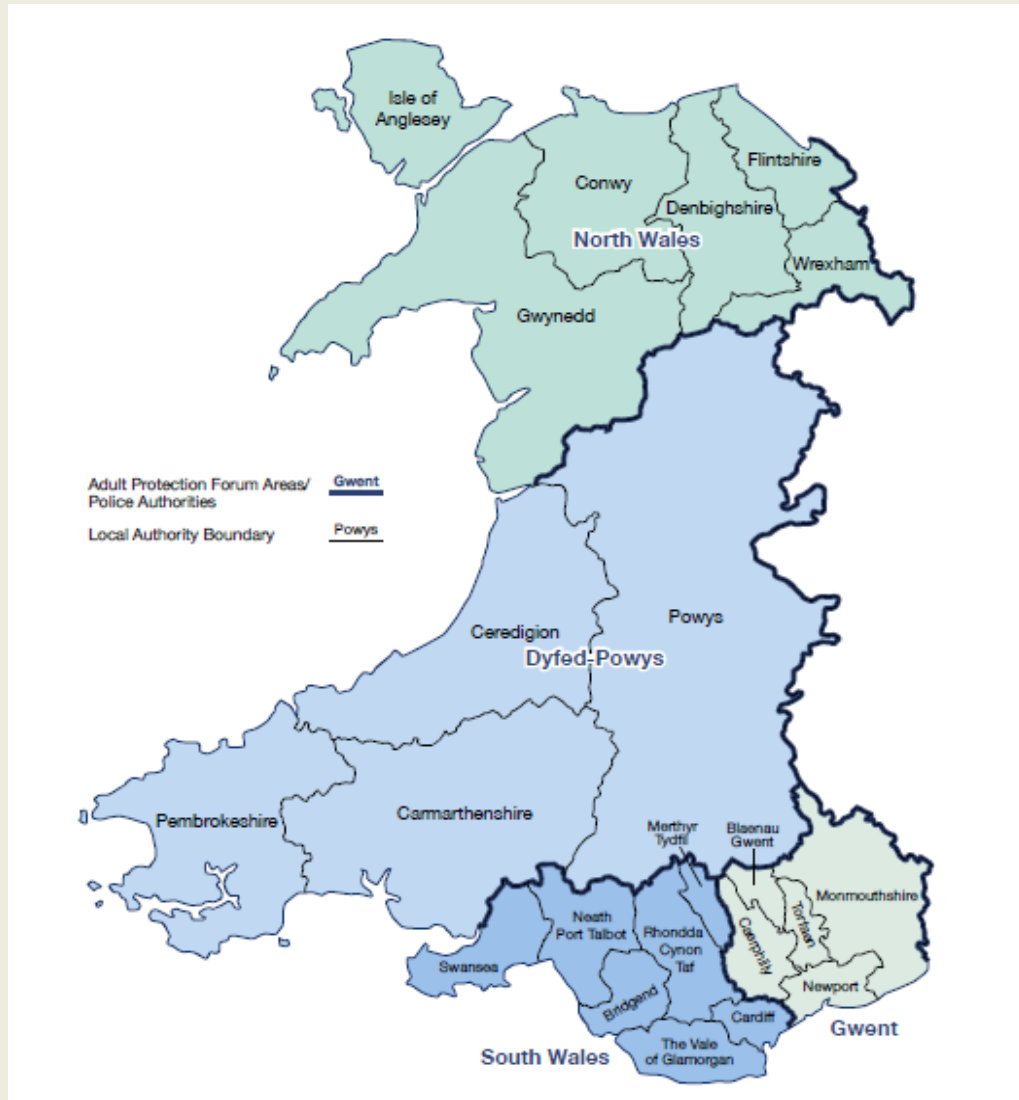 Isle of
Anglesey
Flintshire
Conwy
Denbighshire
North Wales
Wrexham
Gwynedd
Adult Protection Forum Areas/
Police Authorities
Gwent
Local Authority Boundary
Powys
Powys
Ceredigion
Dyfed-Powys
Pembrokeshire
Carmarthenshire
Merthyr
Tydfil
Blaenau
Gwent
Monmouthshire
Neath
Port Talbot
Rhondda
Cynon
Taf
Caerphilly
Torfaen
Swansea
Bridgend
Newport
Cardiff
Gwent
The Vale
of Glamorgan
South Wales